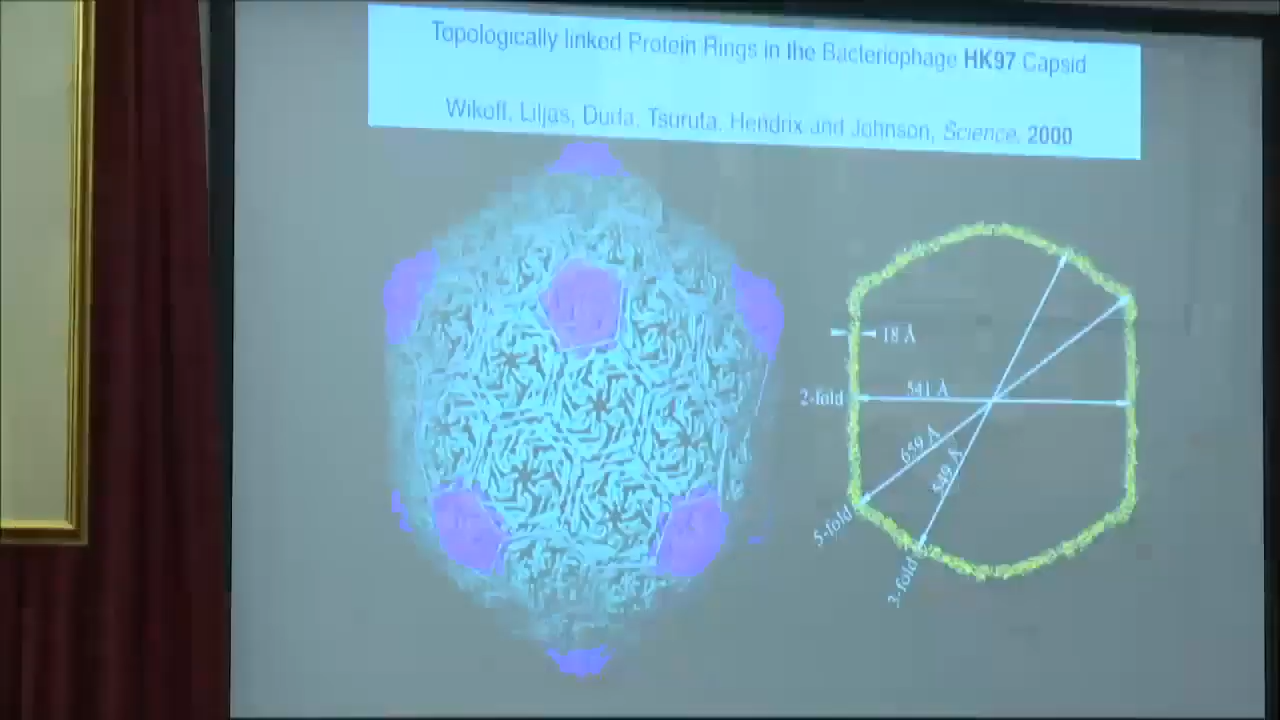 Topologically linked Protein Rings in the Bacteriophage HK97 Capsid
Wikoff, Liljas, Duda, Tsuruta, Hendrix and Johnson, Science, 2000
18 Å
2-fold
541 Å
659 Å
549 Å
5-fold
3-fold